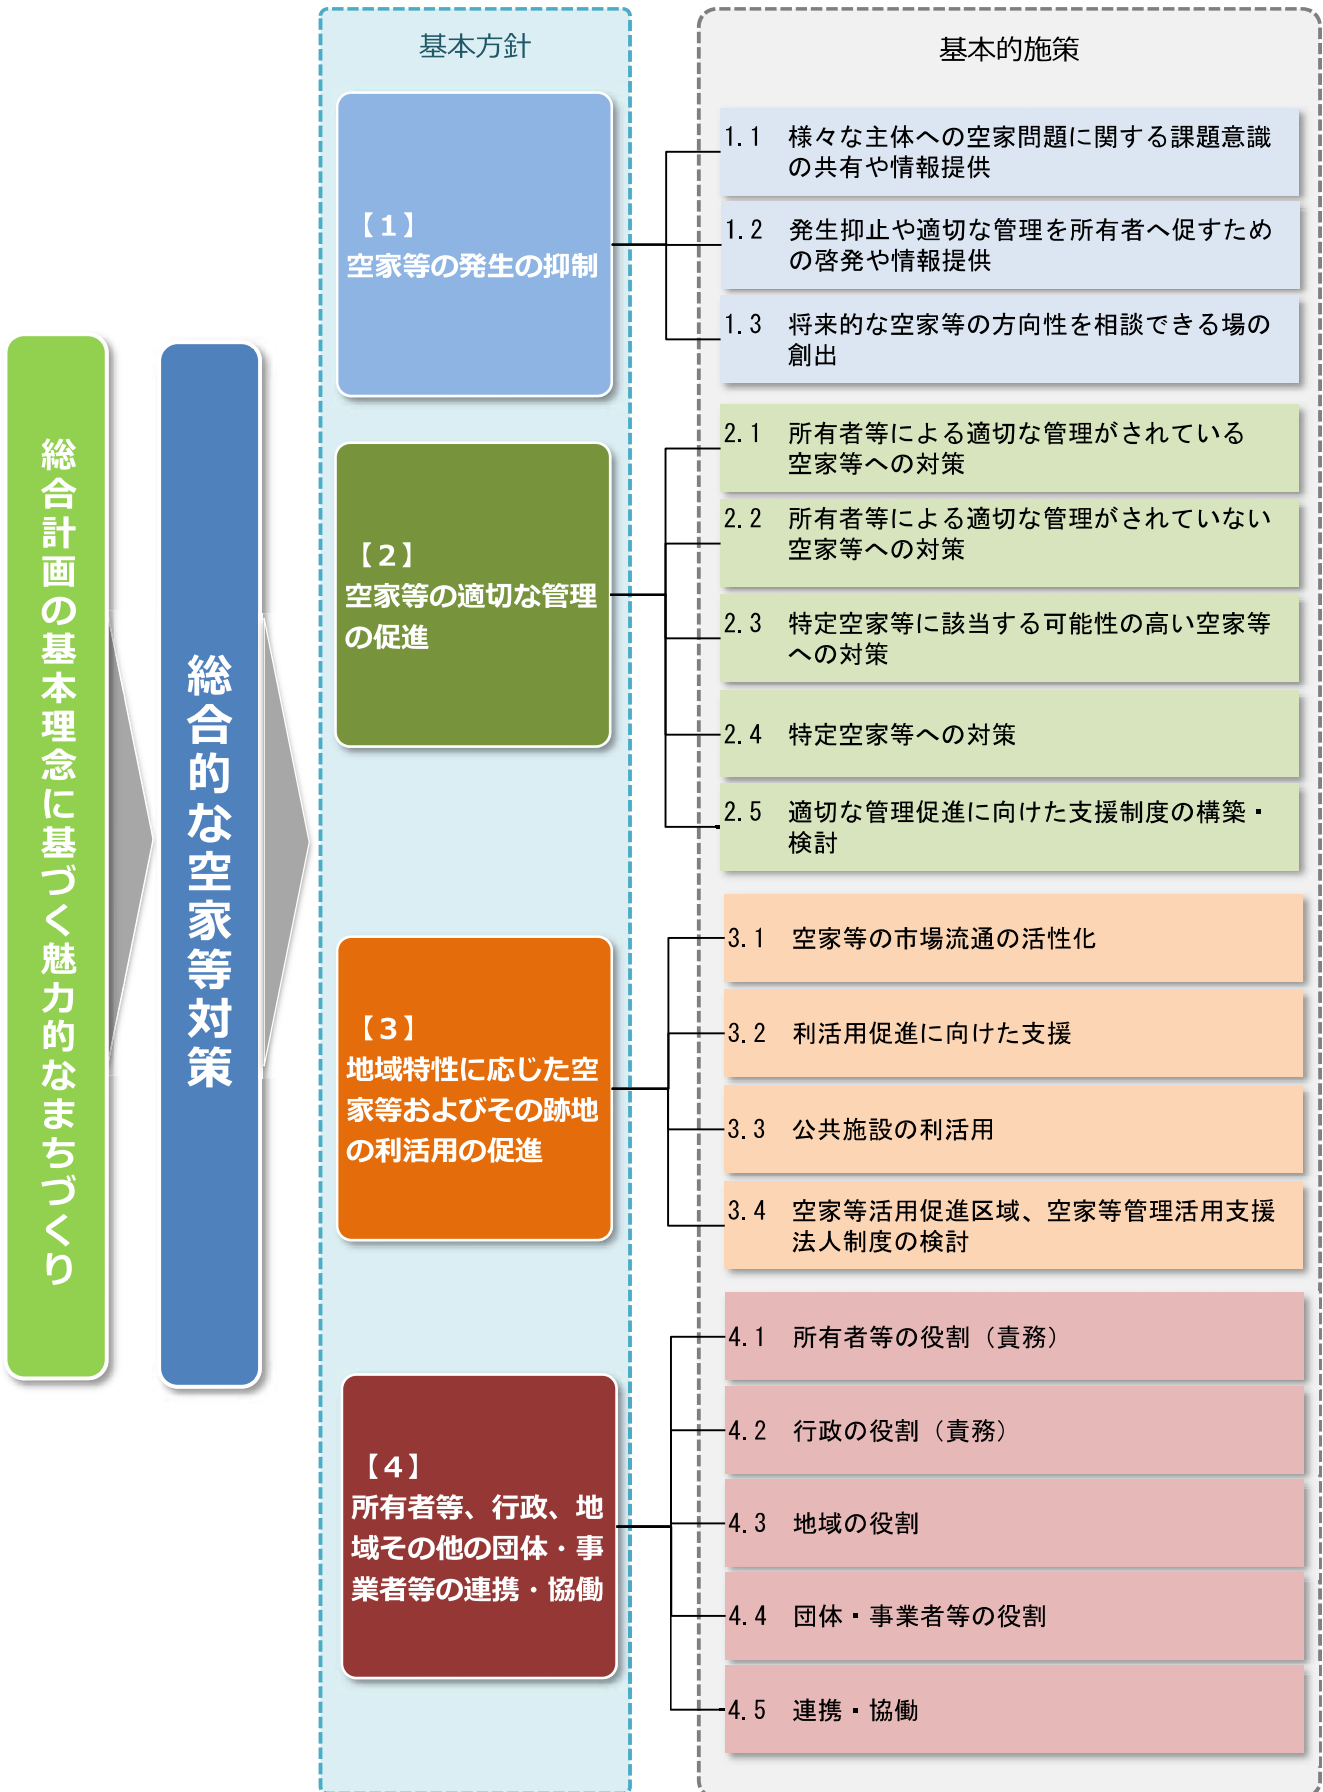 総合計画の基本理念に基づく魅力的なまちづくり
総合的な空家等対策
基本方針
【1】
空家等の発生の抑制
【2】
空家等の適切な管理
の促進
【3】
地域特性に応じた空
家等およびその跡地
の利活用の促進
【4】
所有者等、行政、地
域その他の団体・事
業者等の連携・協働
基本的施策
1.1 様々な主体への空家問題に関する課題意識
の共有や情報提供
1.2 発生抑止や適切な管理を所有者へ促すため
の啓発や情報提供
1.3 将来的な空家等の方向性を相談できる場の
創出
2.1 所有者等による適切な管理がされている
空家等への対策
2.2 所有者等による適切な管理がされていない
空家等への対策
2.3 特定空家等に該当する可能性の高い空家等
への対策
2.4 特定空家等への対策
2.5 適切な管理促進に向けた支援制度の構築・
検討
3.1 空家等の市場流通の活性化
3.2 利活用促進に向けた支援
3.3 公共施設の利活用
3.4 空家等活用促進区域、空家等管理活用支援
法人制度の検討
4.1 所有者等の役割（責務）
4.2 行政の役割（責務）
4.3 地域の役割
4.4 団体・事業者等の役割
4.5 連携・協働